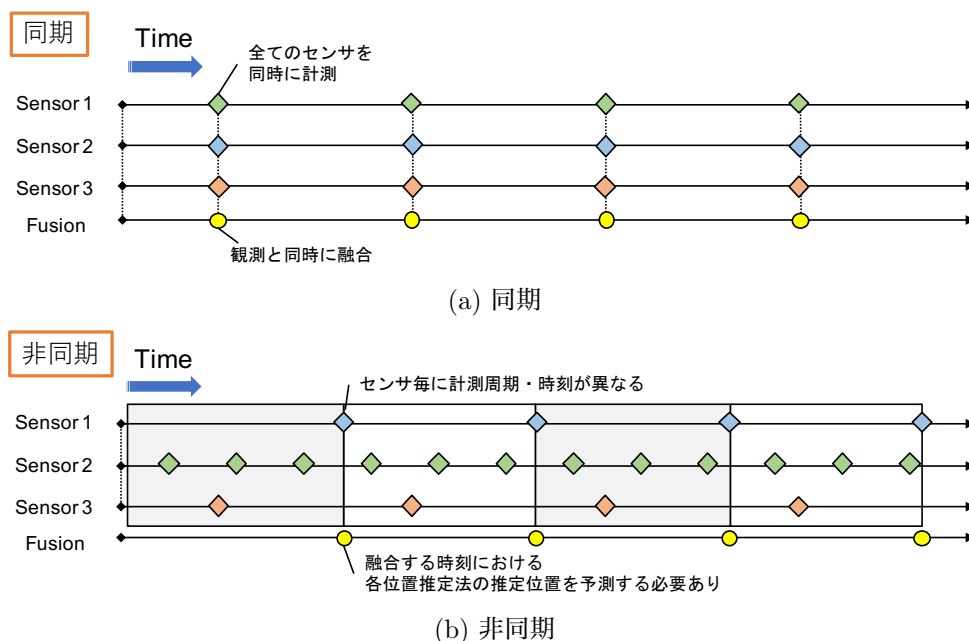 同期
Time
全てのセンサを
同時に計測
Sensor 1
Sensor 2
Sensor 3
Fusion
観測と同時に融合
(a) 同期
非同期
Time
センサ毎に計測周期・時刻が異なる
Sensor 1
Sensor 2
Sensor 3
Fusion
融合する時刻における
各位置推定法の推定位置を予測する必要あり
(b) 非同期